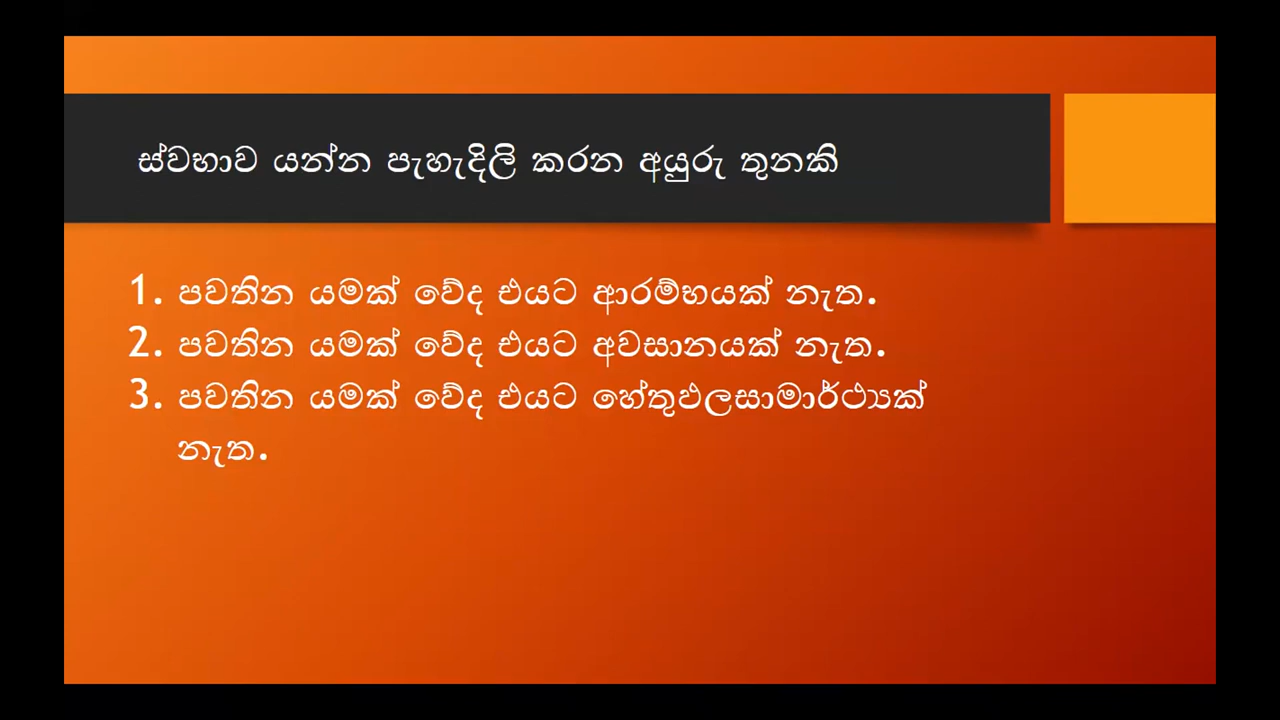 ස්වභාව යන්න පැහැදිලි කරන අයුරු තුනකි
1. පවතින යමක් වේද එයට ආරම්භයක් නැත.
2. පවතින යමක් වේද එයට අවසානයක් නැත.
3. පවතින යමක් වේද එයට හේතුඵලසාමාර්ථ්‍යක්
නැත.